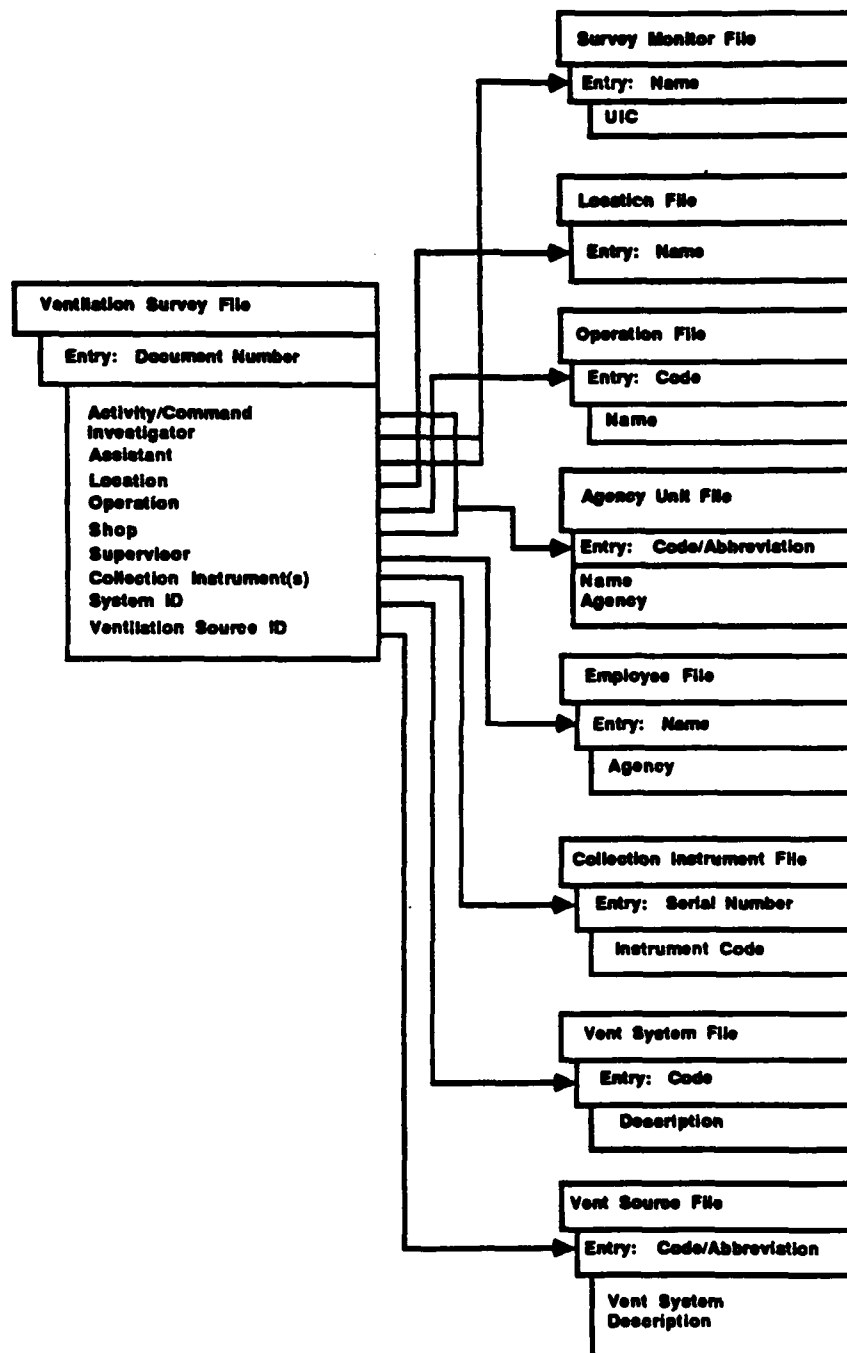 Survey Monitor File
Entry: Name
UIC
Location File
Entry: Name
Ventilation Survey File
Entry: Document Number
Activity/Command
Investigator
Assistant
Location
Operation
Shop
Supervisor
Collection Instrument(s)
System ID
Ventilation Source ID
Operation File
Entry: Code
Name
Agency Unit File
Entry: Code/Abbreviation
Name
Agency
Employee File
Entry: Name
Agency
Collection Instrument File
Entry: Serial Number
Instrument Code
Vent System File
Entry: Code
Description
Vent Source File
Entry: Code/Abbreviation
Vent System
Description